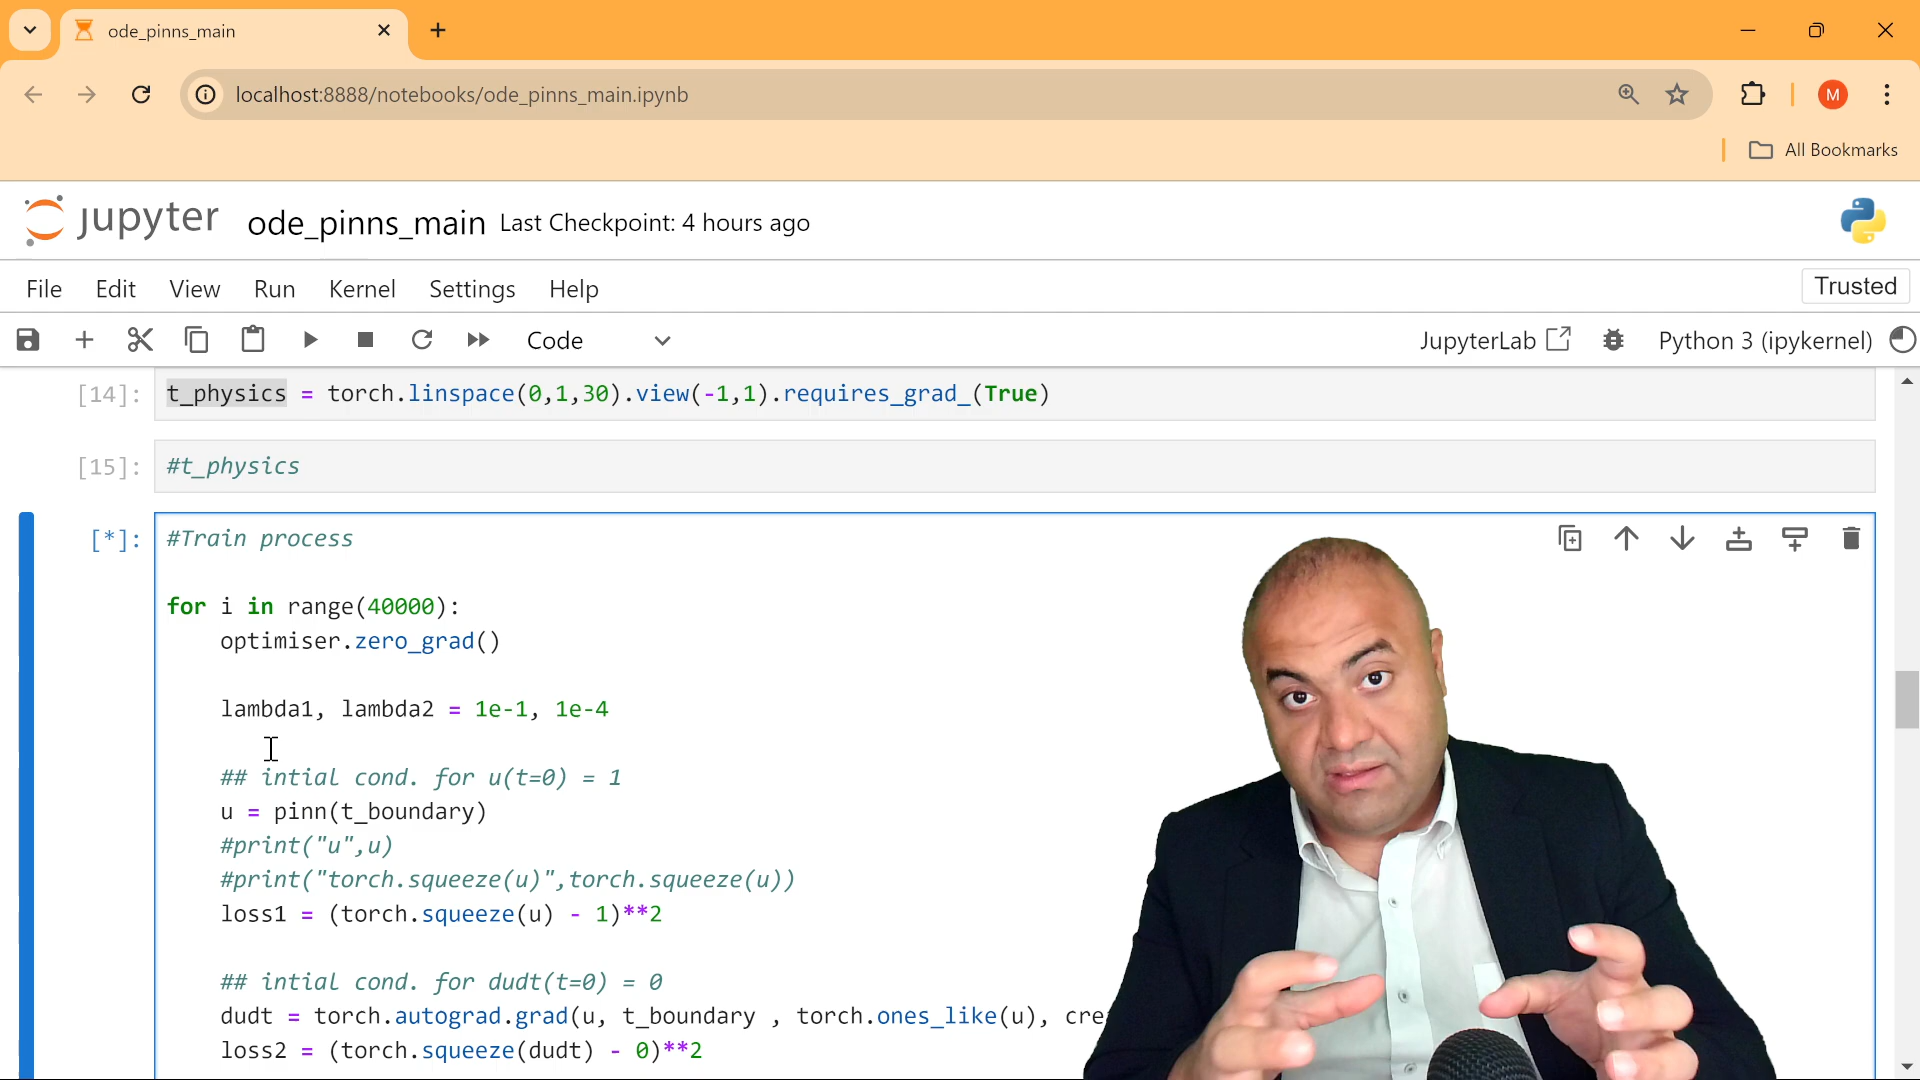 ode_pinns_main
localhost:8888/notebooks/ode_pinns_main.ipynb
M
All Bookmarks
jupyter ode_pinns_main Last Checkpoint: 4 hours ago
File Edit View Run Kernel Settings Help Trusted
Code JupyterLab Python 3 (ipykernel)
[14]: t_physics = torch.linspace(0,1,30).view(-1,1).requires_grad_(True)
[15]: #t_physics
[*]: #Train process
for i in range(40000):
optimiser.zero_grad()
lambda1, lambda2 = 1e-1, 1e-4
## intial cond. for u(t=0) = 1
u = pinn(t_boundary)
#print("u",u)
#print("torch.squeeze(u)",torch.squeeze(u))
loss1 = (torch.squeeze(u) - 1)**2
## intial cond. for dudt(t=0) = 0
dudt = torch.autograd.grad(u, t_boundary , torch.ones_like(u), cre
loss2 = (torch.squeeze(dudt) - 0)**2